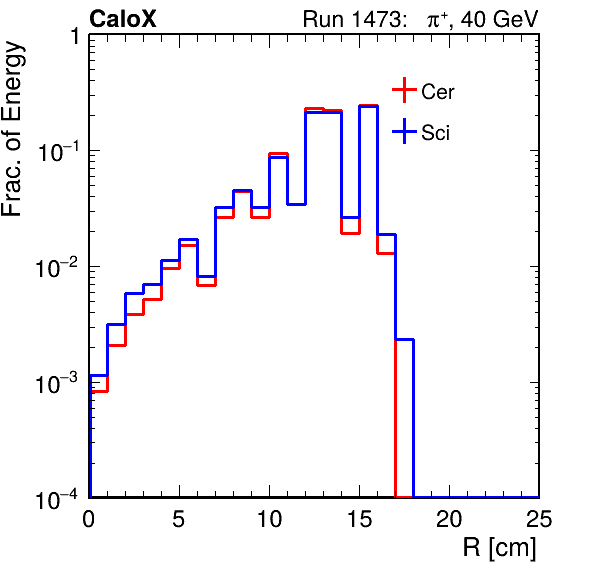 CaloX Run 1473: π⁺, 40 GeV
Frac. of Energy
1
10⁻¹
10⁻²
10⁻³
10⁻⁴
Cer
Sci
0 5 10 15 20 25
R [cm]